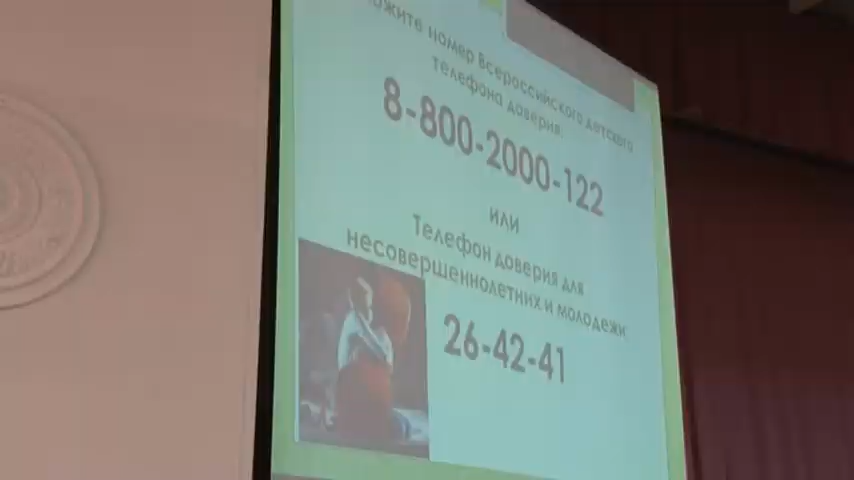 номер Всероссийского детского
телефона доверия:
8-800-2000-122
или
Телефон доверия для
несовершеннолетних и молодежи
26-42-41